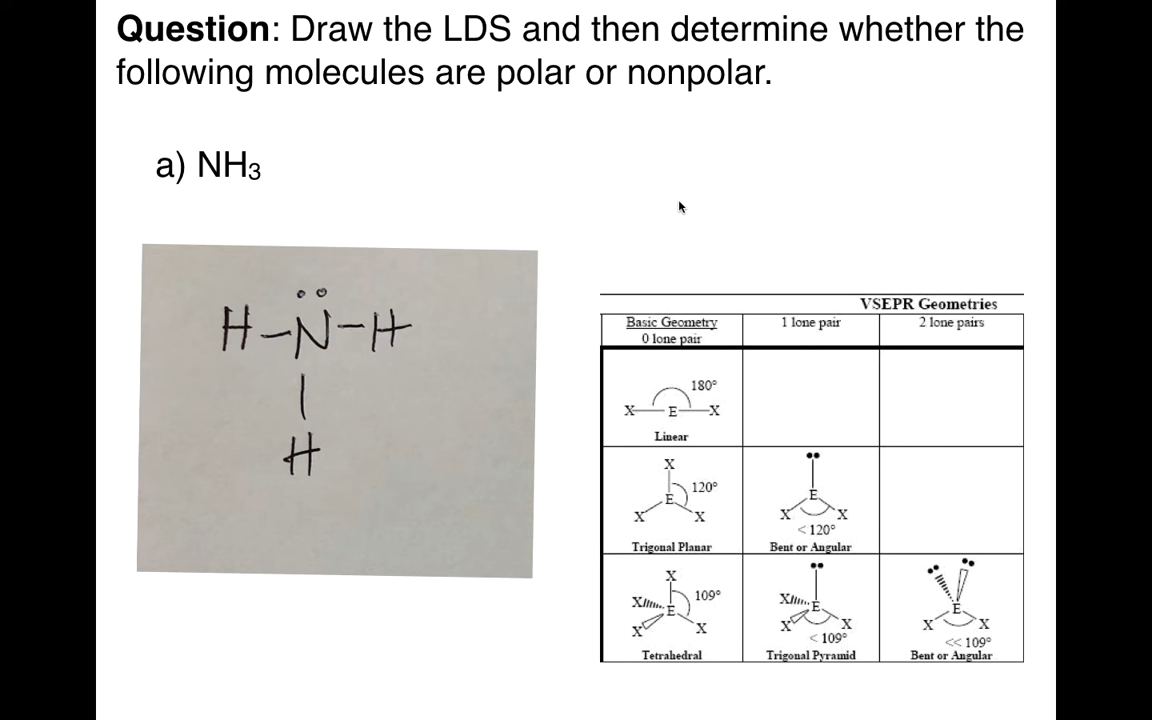 Question: Draw the LDS and then determine whether the
following molecules are polar or nonpolar.
a) NH₃
H-N̈-H
|
H
VSEPR Geometries
Basic Geometry
0 lone pair
1 lone pair
2 lone pairs
180°
X E X
Linear
X
120°
E
X X
Trigonal Planar
E
X X
< 120°
Bent or Angular
X
109°
X E
X X
Tetrahedral
X E
X X
< 109°
Trigonal Pyramid
E
X X
<< 109°
Bent or Angular